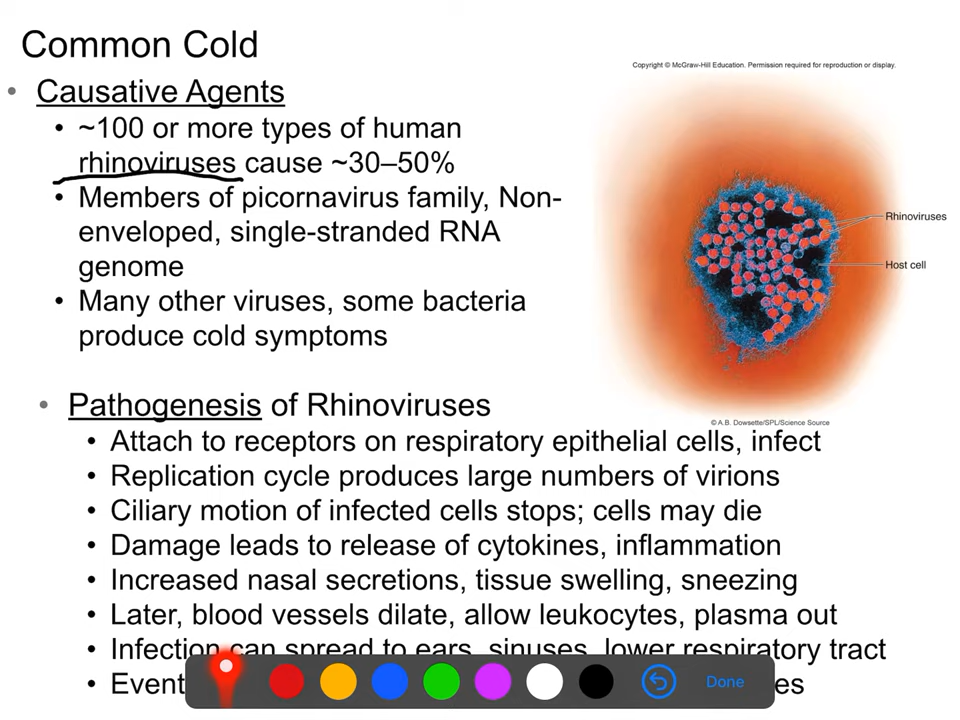 Common Cold
Copyright © McGraw-Hill Education. Permission required for reproduction or display.
• Causative Agents
• ~100 or more types of human
rhinoviruses cause ~30–50%
• Members of picornavirus family, Non-
enveloped, single-stranded RNA
genome
• Many other viruses, some bacteria
produce cold symptoms
Rhinoviruses
Host cell
© A.B. Dowsette/SPL/Science Source
• Pathogenesis of Rhinoviruses
• Attach to receptors on respiratory epithelial cells, infect
• Replication cycle produces large numbers of virions
• Ciliary motion of infected cells stops; cells may die
• Damage leads to release of cytokines, inflammation
• Increased nasal secretions, tissue swelling, sneezing
• Later, blood vessels dilate, allow leukocytes, plasma out
• Infection can spread to ears, sinuses, lower respiratory tract
Done